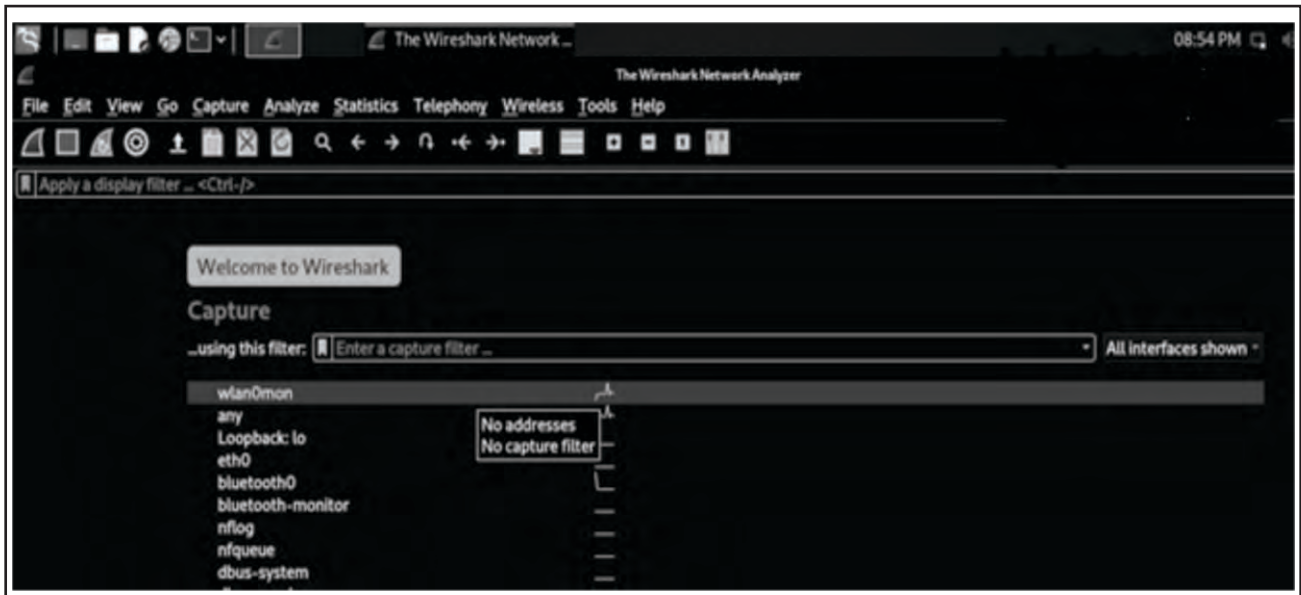 The Wireshark Network ...
08:54 PM
The Wireshark Network Analyzer
File Edit View Go Capture Analyze Statistics Telephony Wireless Tools Help
Apply a display filter ... <Ctrl-/>
Welcome to Wireshark
Capture
...using this filter: Enter a capture filter ... All interfaces shown
wlan0mon
any
No addresses
Loopback: lo
No capture filter
eth0
bluetooth0
bluetooth-monitor
nflog
nfqueue
dbus-system